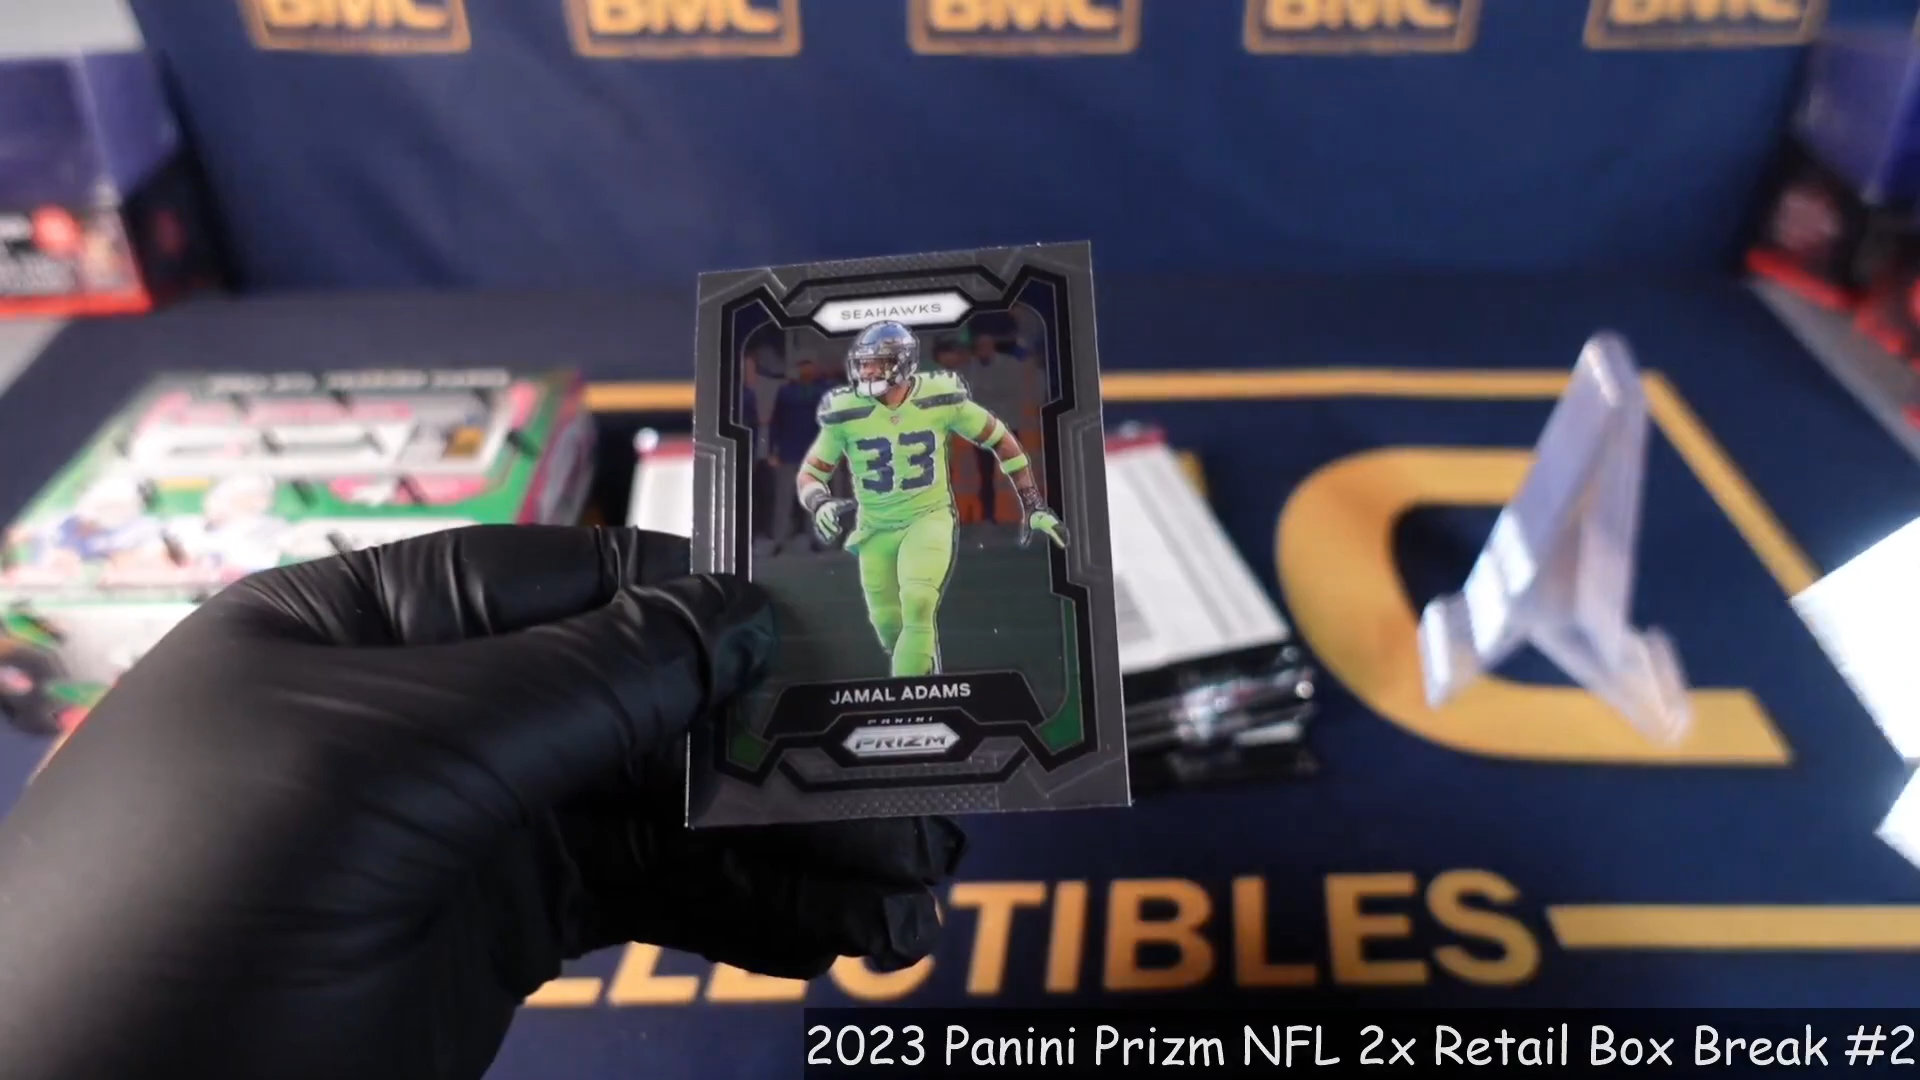 BMC BMC BMC BMC BMC
SEAHAWKS
33
JAMAL ADAMS
PANINI
PRIZM
2023 Panini Prizm NFL 2x Retail Box Break #2